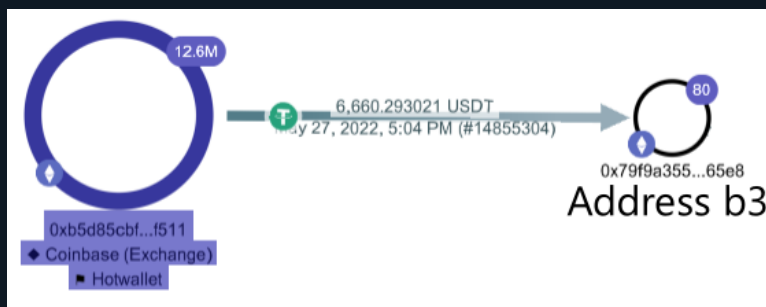 12.6M
6,660.293021 USDT
May 27, 2022, 5:04 PM (#14855304)
80
0xb5d85cbf...f511
◆ Coinbase (Exchange)
Hotwallet
0x79f9a355...65e8
Address b3